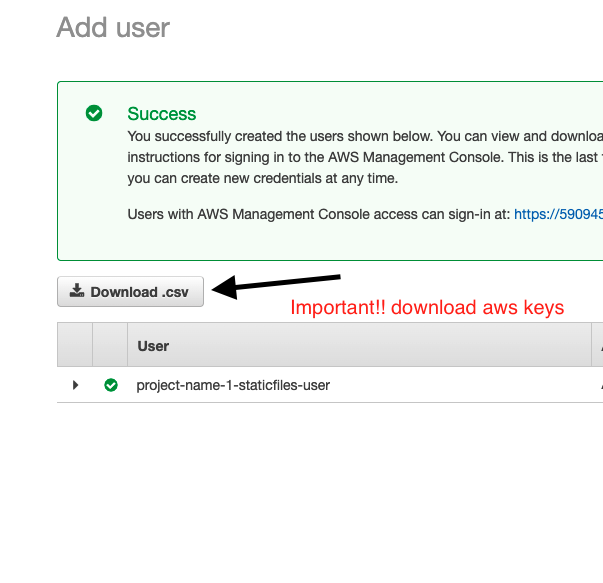 Add user
Success
You successfully created the users shown below. You can view and downloa
instructions for signing in to the AWS Management Console. This is the last
you can create new credentials at any time.
Users with AWS Management Console access can sign-in at: https://590945
Download .csv
Important!! download aws keys
User
project-name-1-staticfiles-user